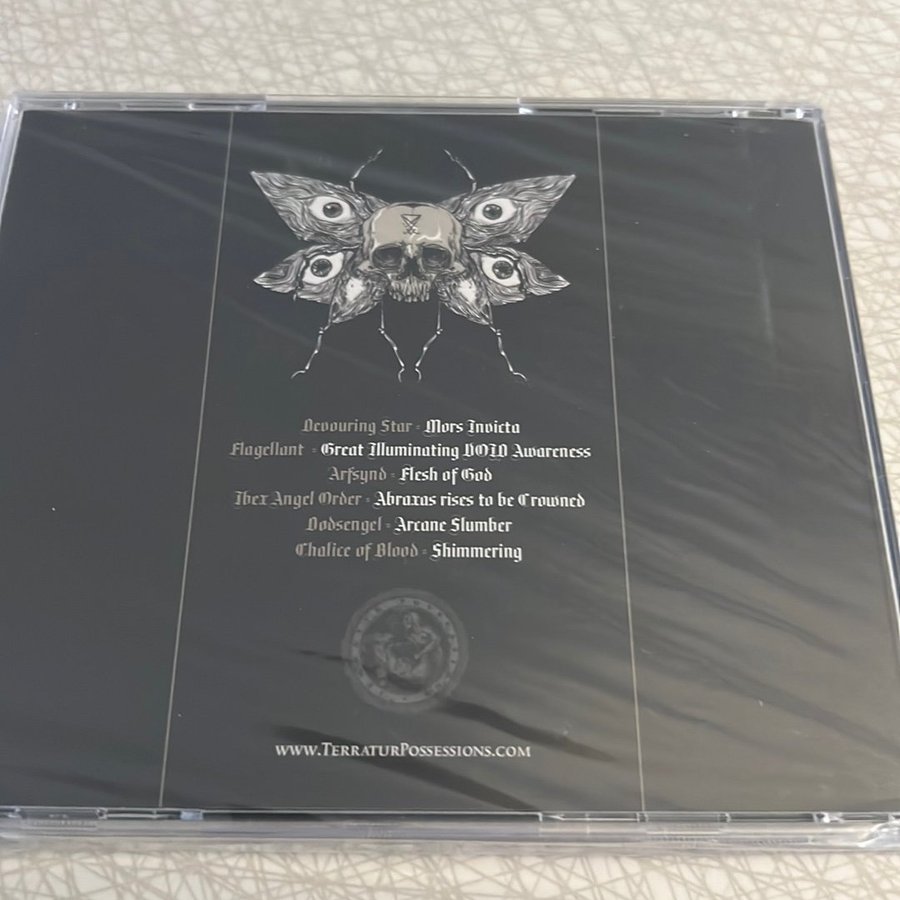 Devouring Star - Mors Invicta
Flagellant - Great Illuminating VOID Awareness
Arfsynd - Flesh of God
Ibex Angel Order - Abraxas rises to be Crowned
Dødsengel - Arcane Slumber
Chalice of Blood - Shimmering
www.TerraturPossessions.com